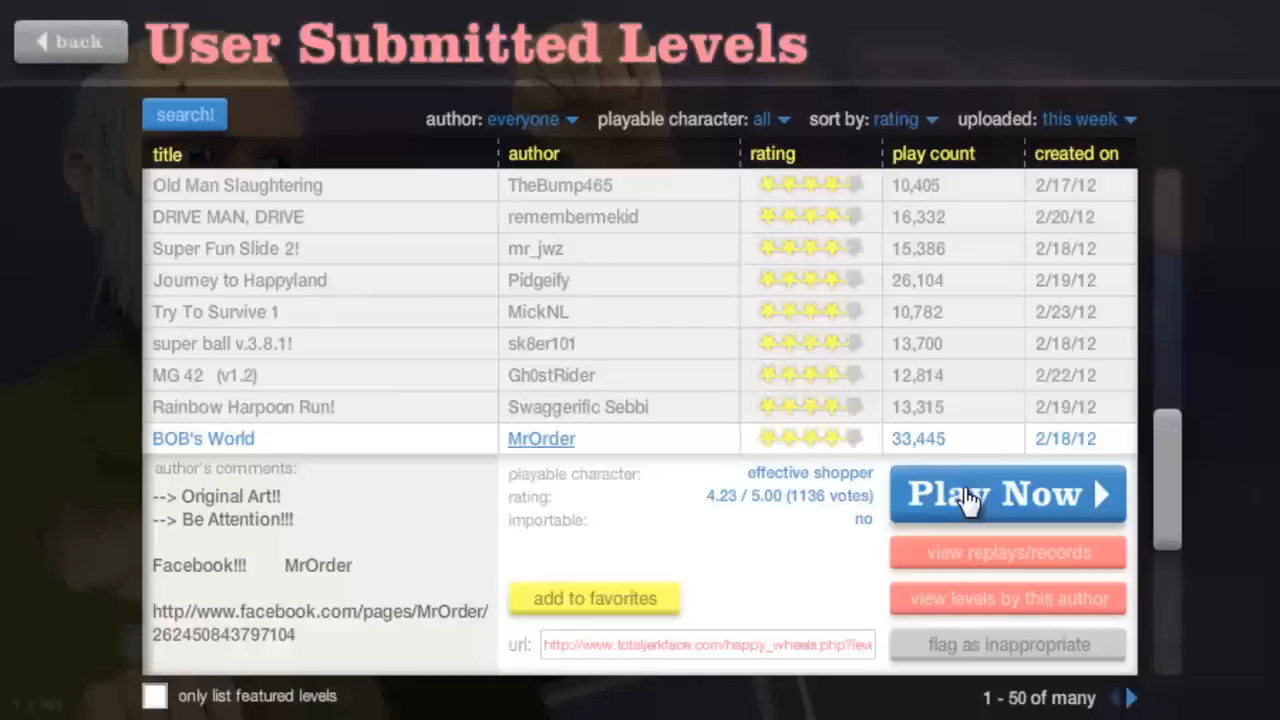 back
User Submitted Levels
search!
author: everyone playable character: all sort by: rating uploaded: this week
title author rating play count created on
Old Man Slaughtering TheBump465 10,405 2/17/12
DRIVE MAN, DRIVE remembermekid 16,332 2/20/12
Super Fun Slide 2! mr_jwz 15,386 2/18/12
Journey to Happyland Pidgeify 26,104 2/19/12
Try To Survive 1 MickNL 10,782 2/23/12
super ball v.3.8.1! sk8er101 13,700 2/18/12
MG 42 (v1.2) Gh0stRider 12,814 2/22/12
Rainbow Harpoon Run! Swaggerific Sebbi 13,315 2/19/12
BOB's World MrOrder 33,445 2/18/12
author's comments:
--> Original Art!!
--> Be Attention!!!
Facebook!!! MrOrder
http//www.facebook.com/pages/MrOrder/
262450843797104
playable character: effective shopper
rating: 4.23 / 5.00 (1136 votes)
importable: no
add to favorites
url: http://www.totaljerkface.com/happy_wheels.php?leve
Play Now
view replays/records
view levels by this author
flag as inappropriate
only list featured levels
1 - 50 of many